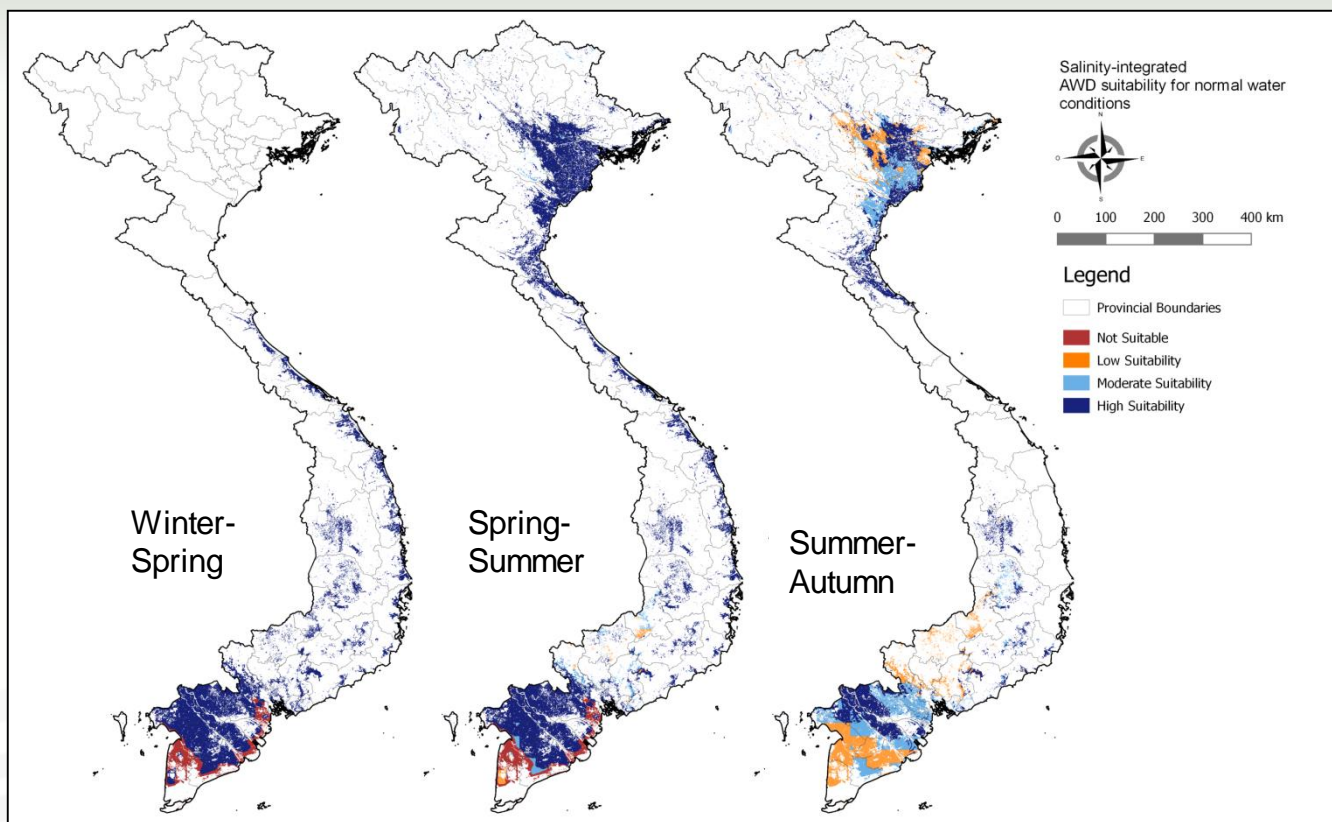 Salinity-integrated
AWD suitability for normal water
conditions
N
O
E
S
0 100 200 300 400 km
Legend
Provincial Boundaries
Not Suitable
Low Suitability
Moderate Suitability
High Suitability
Winter-
Spring
Spring-
Summer
Summer-
Autumn